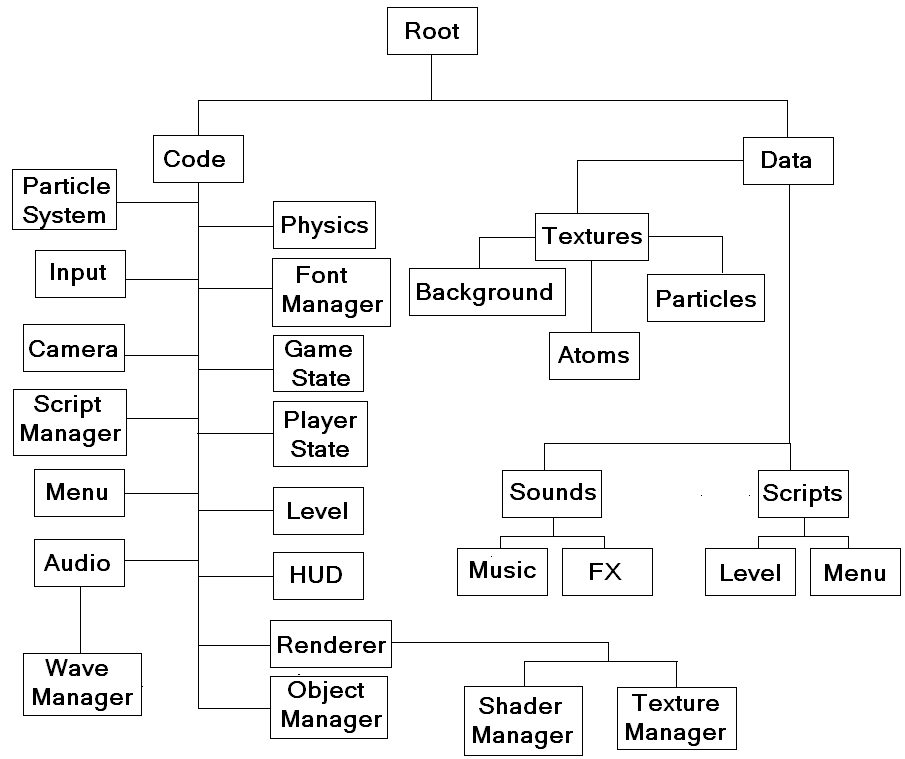 Root
Code
Data
Particle
System
Physics
Textures
Input
Font
Manager
Background
Particles
Camera
Game
State
Atoms
Script
Manager
Player
State
Menu
Level
Sounds
Scripts
Audio
HUD
Music
FX
Level
Menu
Renderer
Wave
Manager
Object
Manager
Shader
Manager
Texture
Manager